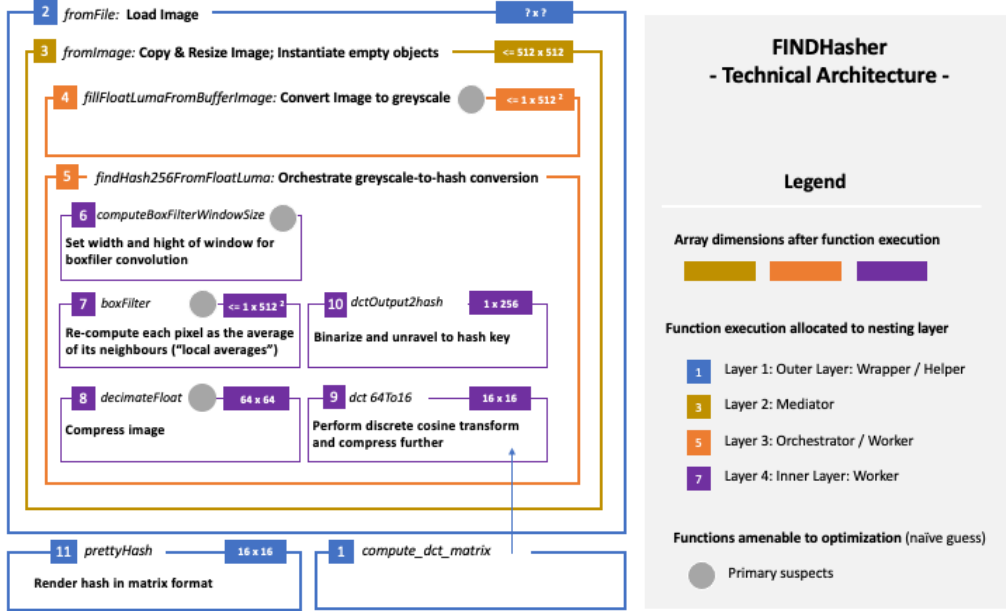 2 fromFile: Load Image ? x ?
3 fromImage: Copy & Resize Image; Instantiate empty objects <= 512 x 512
4 fillFloatLumaFromBufferImage: Convert Image to greyscale <= 1 x 512 ²
5 findHash256FromFloatLuma: Orchestrate greyscale-to-hash conversion
6 computeBoxFilterWindowSize
Set width and hight of window for
boxfiler convolution
7 boxFilter <= 1 x 512 ²
Re-compute each pixel as the average
of its neighbours ("local averages")
10 dctOutput2hash 1 x 256
Binarize and unravel to hash key
8 decimateFloat 64 x 64
Compress image
9 dct 64To16 16 x 16
Perform discrete cosine transform
and compress further
11 prettyHash 16 x 16
Render hash in matrix format
1 compute_dct_matrix
FINDHasher
- Technical Architecture -
Legend
Array dimensions after function execution
Function execution allocated to nesting layer
1 Layer 1: Outer Layer: Wrapper / Helper
3 Layer 2: Mediator
5 Layer 3: Orchestrator / Worker
7 Layer 4: Inner Layer: Worker
Functions amenable to optimization (naïve guess)
Primary suspects